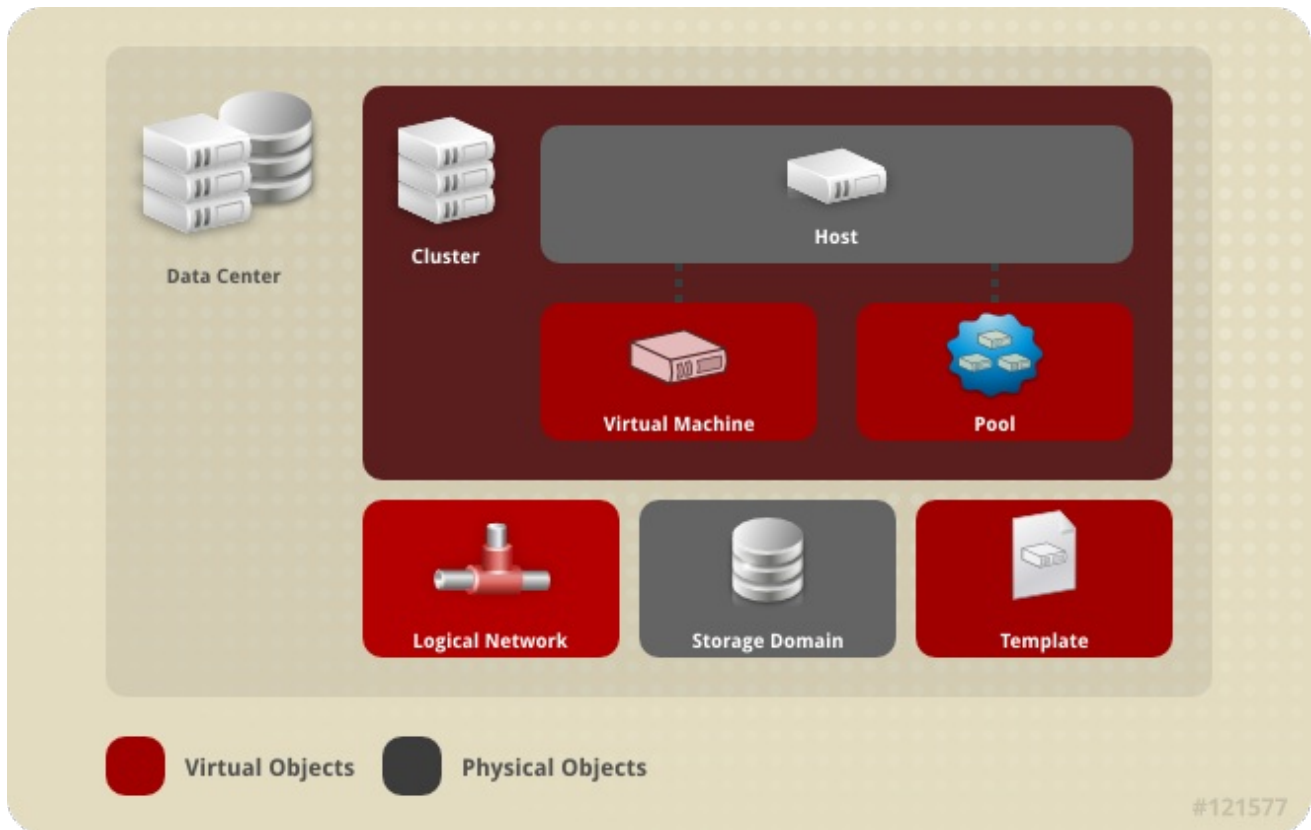 Data Center
Cluster
Host
Virtual Machine
Pool
Logical Network
Storage Domain
Template
Virtual Objects
Physical Objects
#121577